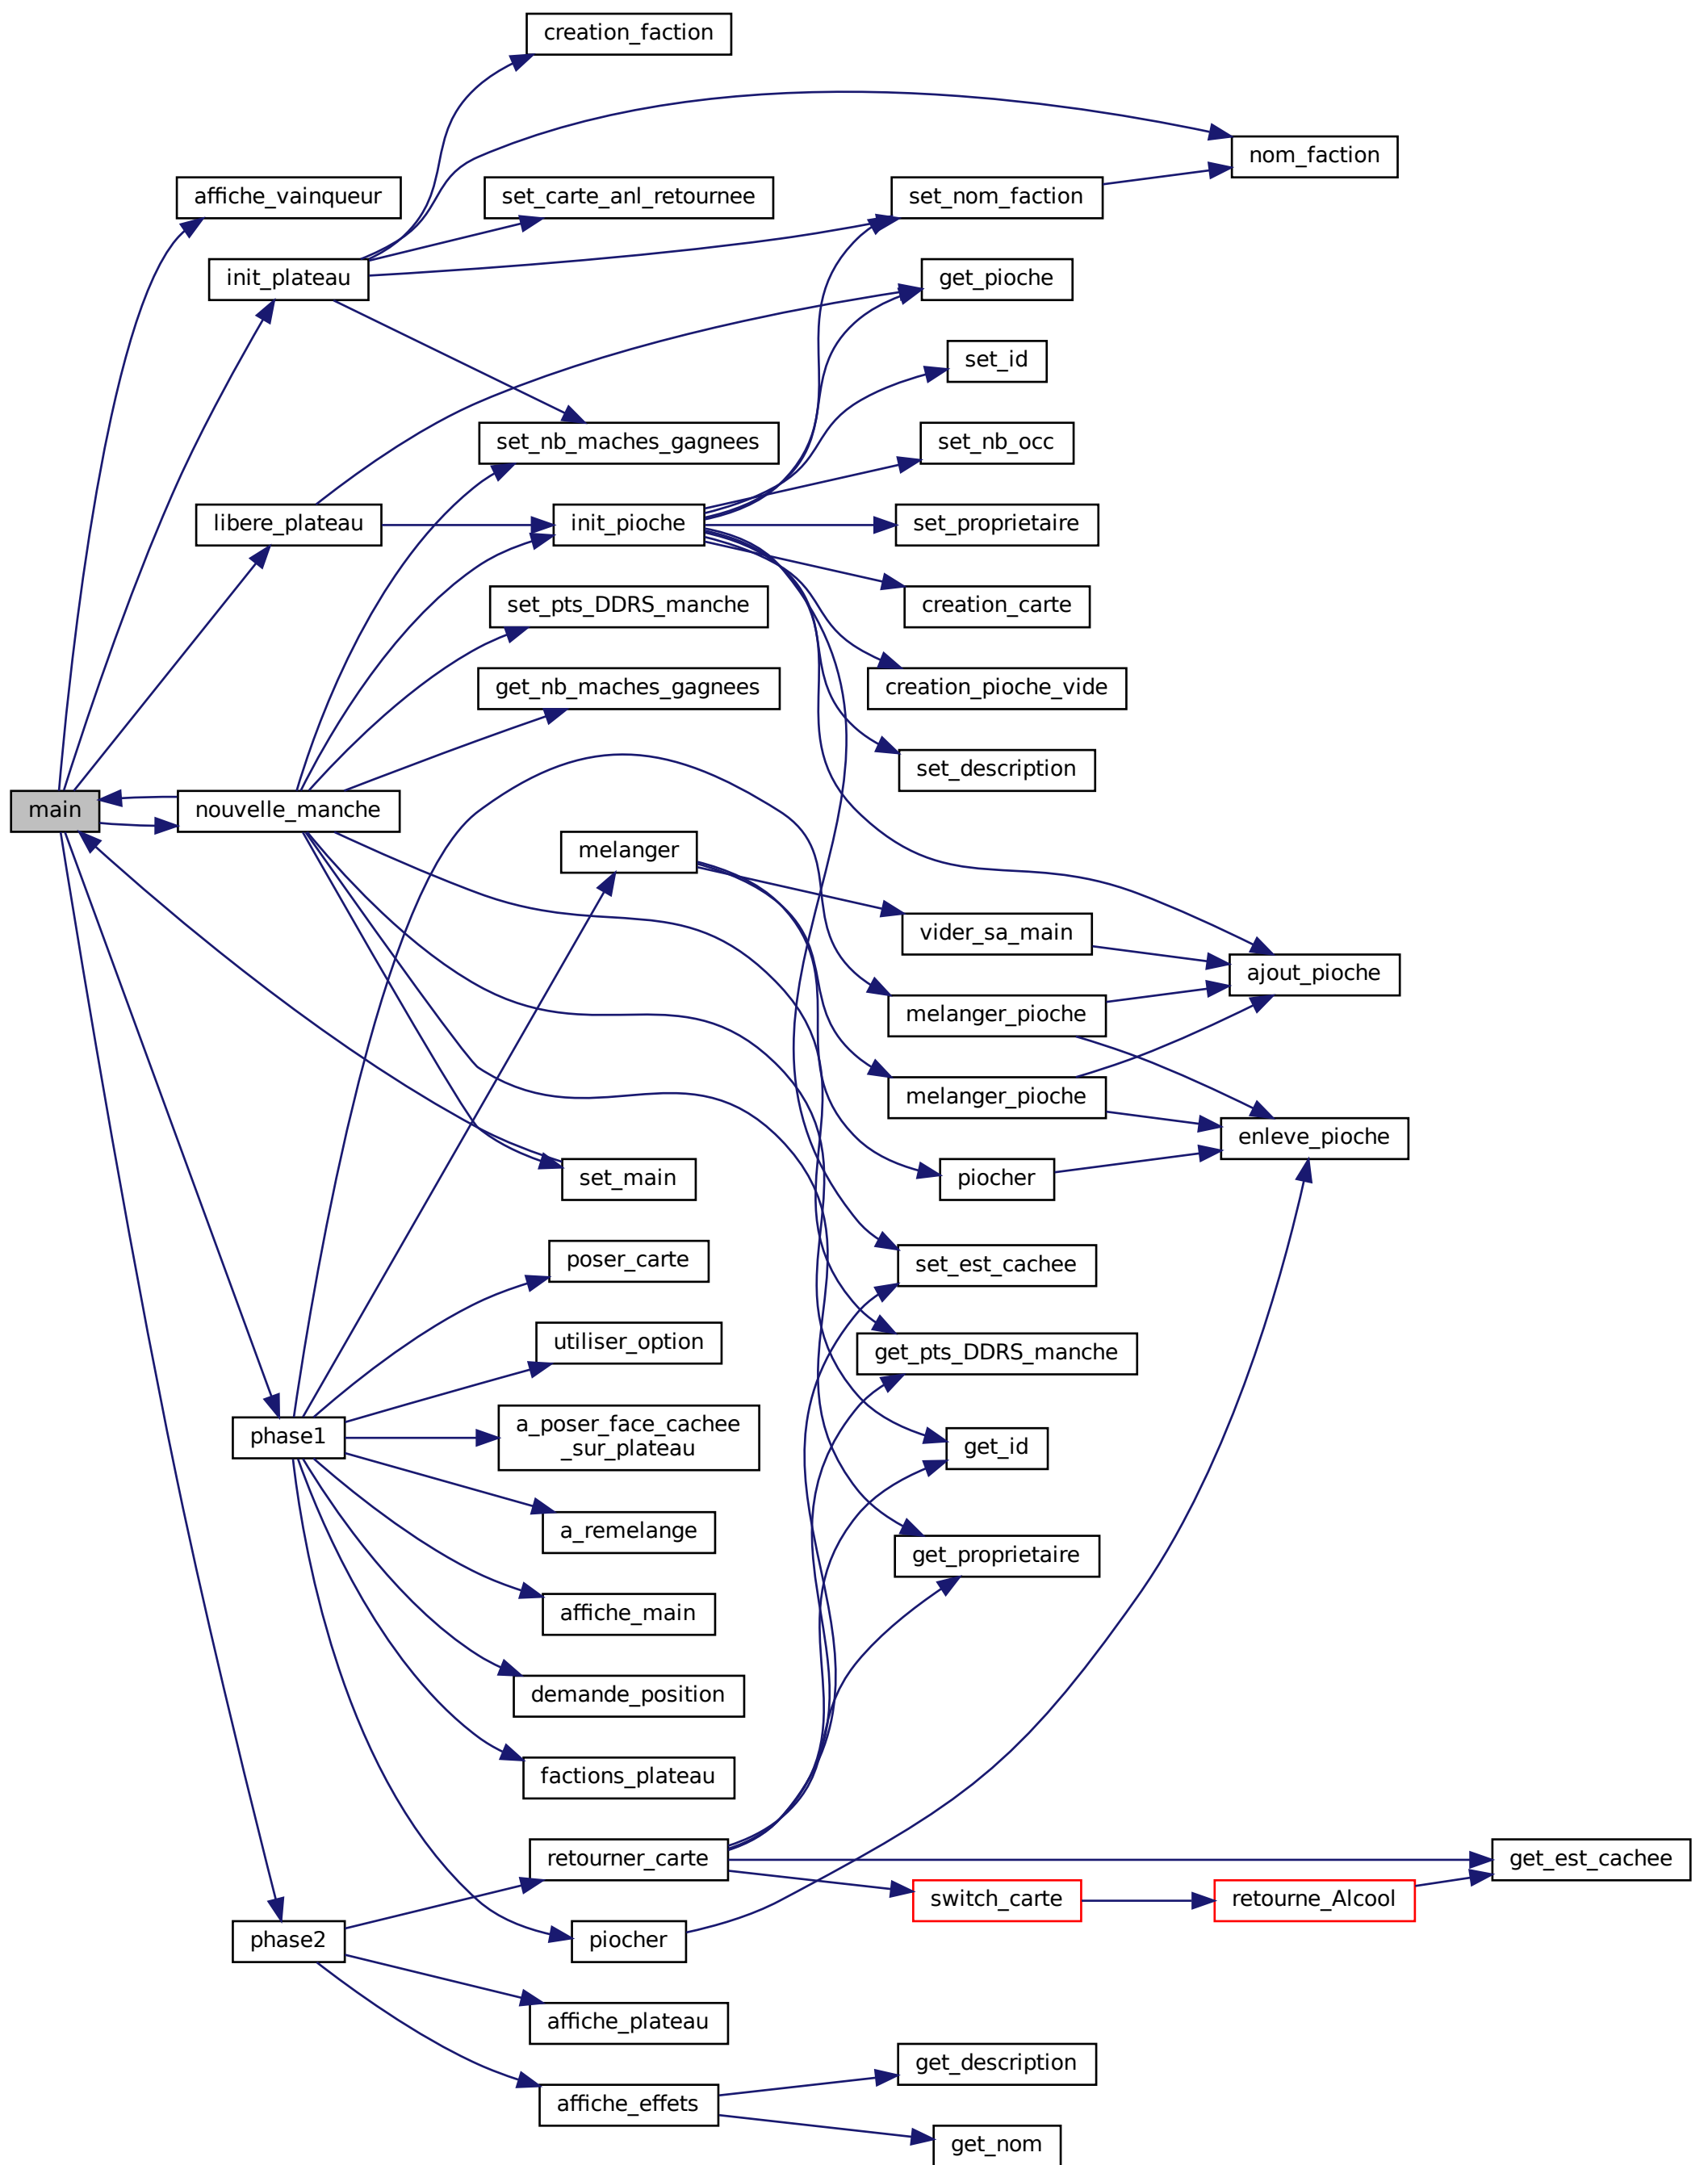 creation_faction
nom_faction
affiche_vainqueur
set_carte_anl_retournee
set_nom_faction
init_plateau
get_pioche
set_id
set_nb_maches_gagnees
set_nb_occ
libere_plateau
init_pioche
set_proprietaire
set_pts_DDRS_manche
creation_carte
get_nb_maches_gagnees
creation_pioche_vide
set_description
main
nouvelle_manche
melanger
vider_sa_main
ajout_pioche
melanger_pioche
melanger_pioche
enleve_pioche
set_main
piocher
poser_carte
set_est_cachee
utiliser_option
get_pts_DDRS_manche
phase1
a_poser_face_cachee
_sur_plateau
get_id
a_remelange
get_proprietaire
affiche_main
demande_position
factions_plateau
retourner_carte
get_est_cachee
switch_carte
retourne_Alcool
phase2
piocher
affiche_plateau
get_description
affiche_effets
get_nom